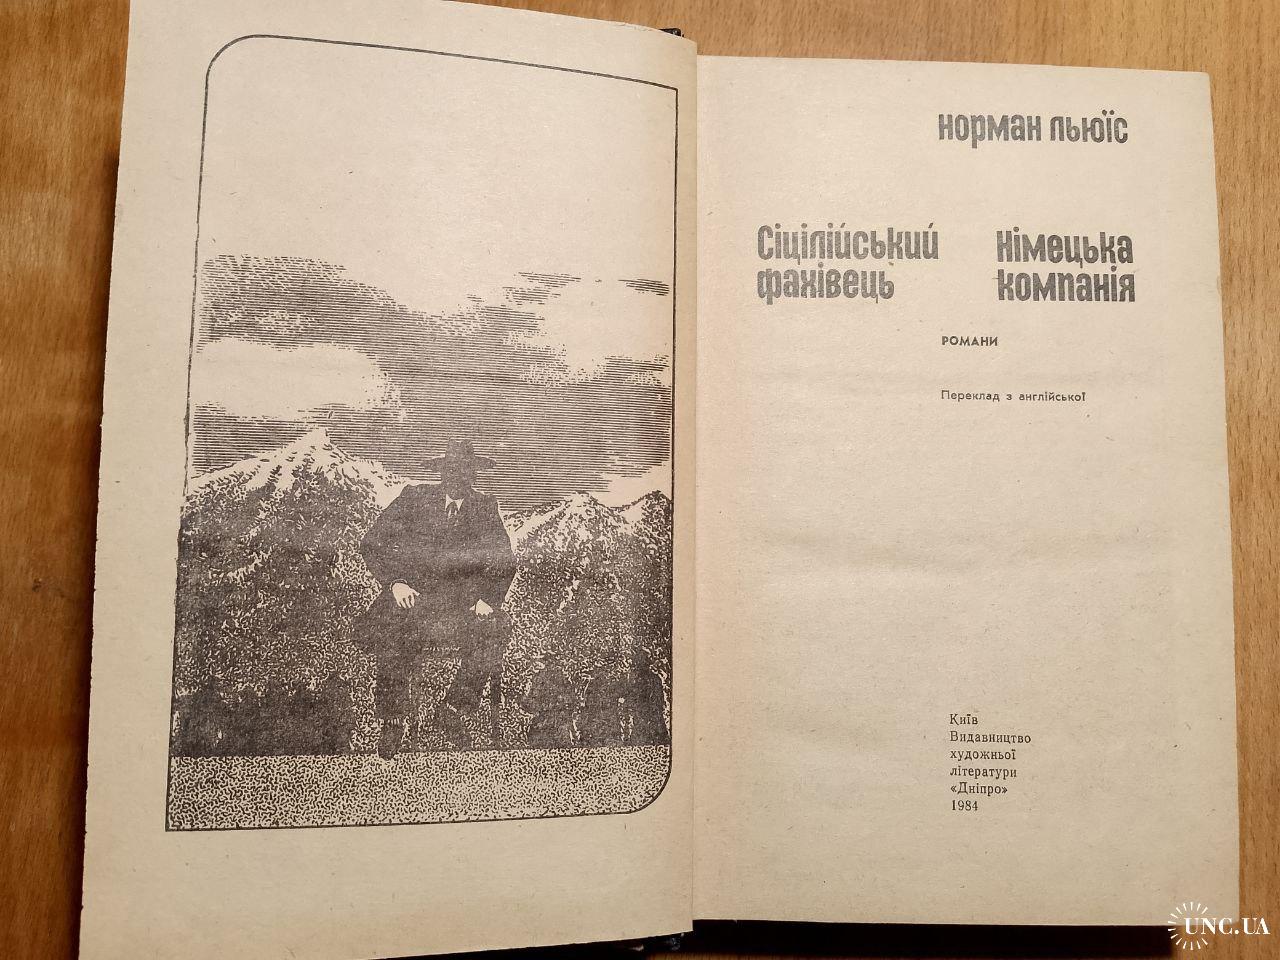 Норман Льюїс
Сіцілійський
фахівець
Німецька
компанія
РОМАНИ
Переклад з англійської
Київ
Видавництво
художньої
літератури
«Дніпро»
1984
UNC.UA